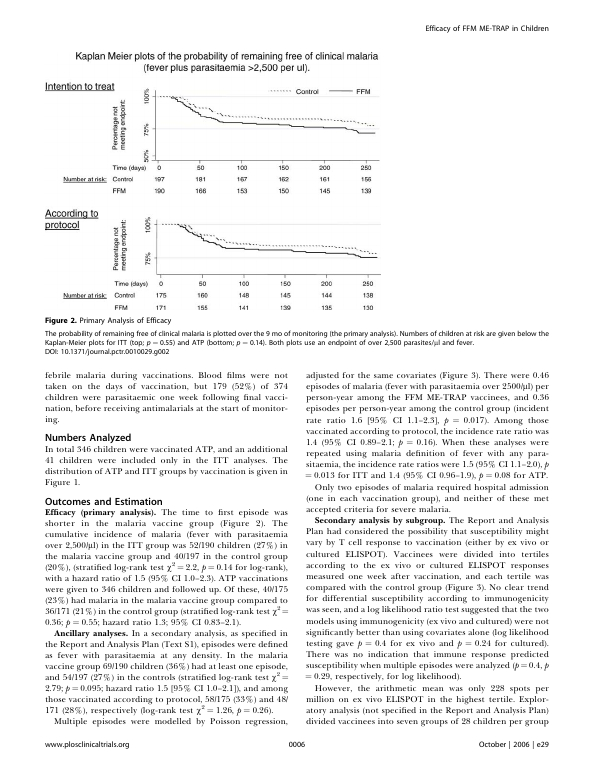 Efficacy of FFM ME-TRAP in Children
Kaplan Meier plots of the probability of remaining free of clinical malaria
(fever plus parasitaemia >2,500 per ul).
Intention to treat
Control FFM
Percentage not
meeting endpoint:
100%
75%
50%
Time (days) 0 50 100 150 200 250
Number at risk: Control 197 181 167 162 161 156
FFM 190 166 153 150 145 139
According to
protocol
Percentage not
meeting endpoint:
100%
75%
Time (days) 0 50 100 150 200 250
Number at risk: Control 175 160 148 145 144 138
FFM 171 155 141 139 135 130
Figure 2. Primary Analysis of Efficacy
The probability of remaining free of clinical malaria is plotted over the 9 mo of monitoring (the primary analysis). Numbers of children at risk are given below the
Kaplan-Meier plots for ITT (top; p = 0.55) and ATP (bottom; p = 0.14). Both plots use an endpoint of over 2,500 parasites/μl and fever.
DOI: 10.1371/journal.pctr.0010029.g002
febrile malaria during vaccinations. Blood films were not
taken on the days of vaccination, but 179 (52%) of 374
children were parasitaemic one week following final vacci-
nation, before receiving antimalarials at the start of monitor-
ing.
Numbers Analyzed
In total 346 children were vaccinated ATP, and an additional
41 children were included only in the ITT analyses. The
distribution of ATP and ITT groups by vaccination is given in
Figure 1.
Outcomes and Estimation
Efficacy (primary analysis). The time to first episode was
shorter in the malaria vaccine group (Figure 2). The
cumulative incidence of malaria (fever with parasitaemia
over 2,500/μl) in the ITT group was 52/190 children (27%) in
the malaria vaccine group and 40/197 in the control group
(20%), (stratified log-rank test χ² = 2.2, p = 0.14 for log-rank),
with a hazard ratio of 1.5 (95% CI 1.0–2.3). ATP vaccinations
were given to 346 children and followed up. Of these, 40/175
(23%) had malaria in the malaria vaccine group compared to
36/171 (21%) in the control group (stratified log-rank test χ² =
0.36; p = 0.55; hazard ratio 1.3; 95% CI 0.83–2.1).
Ancillary analyses. In a secondary analysis, as specified in
the Report and Analysis Plan (Text S1), episodes were defined
as fever with parasitaemia at any density. In the malaria
vaccine group 69/190 children (36%) had at least one episode,
and 54/197 (27%) in the controls (stratified log-rank test χ² =
2.79; p = 0.095; hazard ratio 1.5 [95% CI 1.0–2.1]), and among
those vaccinated according to protocol, 58/175 (33%) and 48/
171 (28%), respectively (log-rank test χ² = 1.26, p = 0.26).
Multiple episodes were modelled by Poisson regression,
adjusted for the same covariates (Figure 3). There were 0.46
episodes of malaria (fever with parasitaemia over 2500/μl) per
person-year among the FFM ME-TRAP vaccinees, and 0.36
episodes per person-year among the control group (incident
rate ratio 1.6 [95% CI 1.1–2.3], p = 0.017). Among those
vaccinated according to protocol, the incidence rate ratio was
1.4 (95% CI 0.89–2.1; p = 0.16). When these analyses were
repeated using malaria definition of fever with any para-
sitaemia, the incidence rate ratios were 1.5 (95% CI 1.1–2.0), p
= 0.013 for ITT and 1.4 (95% CI 0.96–1.9), p = 0.08 for ATP.
Only two episodes of malaria required hospital admission
(one in each vaccination group), and neither of these met
accepted criteria for severe malaria.
Secondary analysis by subgroup. The Report and Analysis
Plan had considered the possibility that susceptibility might
vary by T cell response to vaccination (either by ex vivo or
cultured ELISPOT). Vaccinees were divided into tertiles
according to the ex vivo or cultured ELISPOT responses
measured one week after vaccination, and each tertile was
compared with the control group (Figure 3). No clear trend
for differential susceptibility according to immunogenicity
was seen, and a log likelihood ratio test suggested that the two
models using immunogenicity (ex vivo and cultured) were not
significantly better than using covariates alone (log likelihood
testing gave p = 0.4 for ex vivo and p = 0.24 for cultured).
There was no indication that immune response predicted
susceptibility when multiple episodes were analyzed (p = 0.4, p
= 0.29, respectively, for log likelihood).
However, the arithmetic mean was only 228 spots per
million on ex vivo ELISPOT in the highest tertile. Explor-
atory analysis (not specified in the Report and Analysis Plan)
divided vaccinees into seven groups of 28 children per group
www.plosclinicaltrials.org 0006 October | 2006 | e29